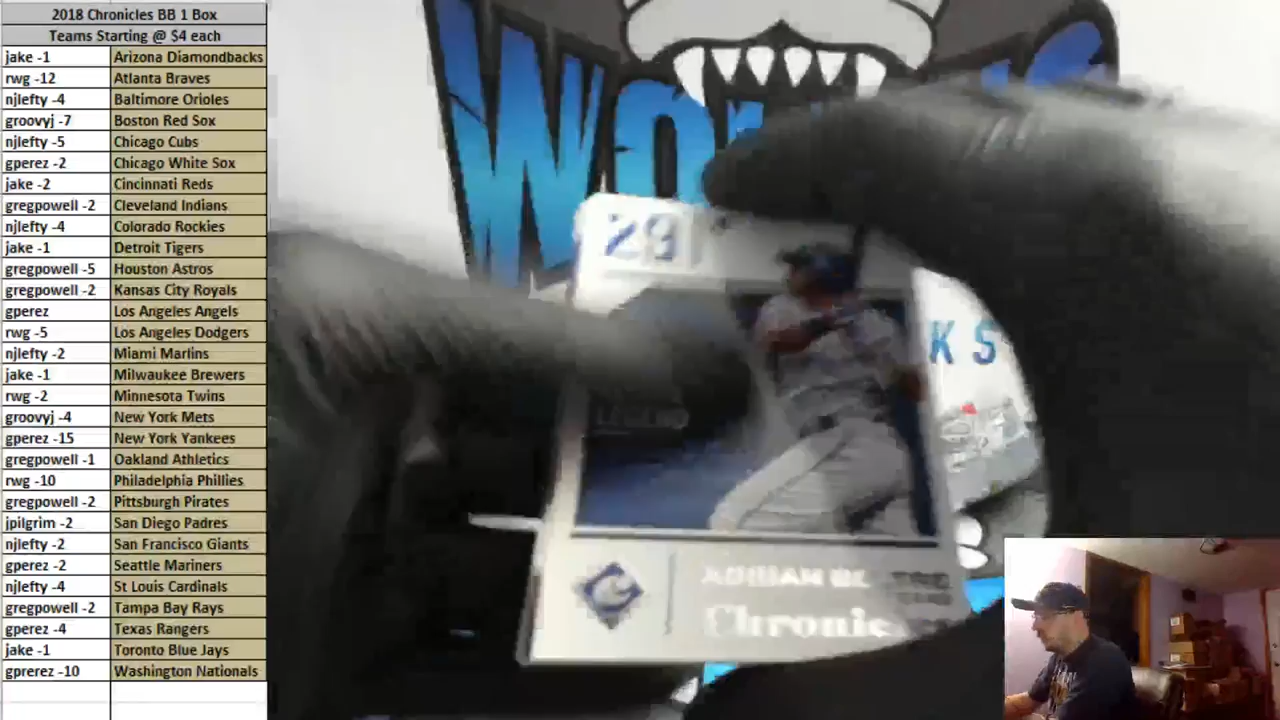 2018 Chronicles BB 1 Box
Teams Starting @ $4 each
jake -1 Arizona Diamondbacks
rwg -12 Atlanta Braves
njlefty -4 Baltimore Orioles
groovyj -7 Boston Red Sox
njlefty -5 Chicago Cubs
gperez -2 Chicago White Sox
jake -2 Cincinnati Reds
gregpowell -2 Cleveland Indians
njlefty -4 Colorado Rockies
jake -1 Detroit Tigers
gregpowell -5 Houston Astros
gregpowell -2 Kansas City Royals
gperez Los Angeles Angels
rwg -5 Los Angeles Dodgers
njlefty -2 Miami Marlins
jake -1 Milwaukee Brewers
rwg -2 Minnesota Twins
groovyj -4 New York Mets
gperez -15 New York Yankees
gregpowell -1 Oakland Athletics
rwg -10 Philadelphia Phillies
gregpowell -2 Pittsburgh Pirates
jpilgrim -2 San Diego Padres
njlefty -2 San Francisco Giants
gperez -2 Seattle Mariners
njlefty -4 St Louis Cardinals
gregpowell -2 Tampa Bay Rays
gperez -4 Texas Rangers
jake -1 Toronto Blue Jays
gprerez -10 Washington Nationals
29
K S
ADRIAN